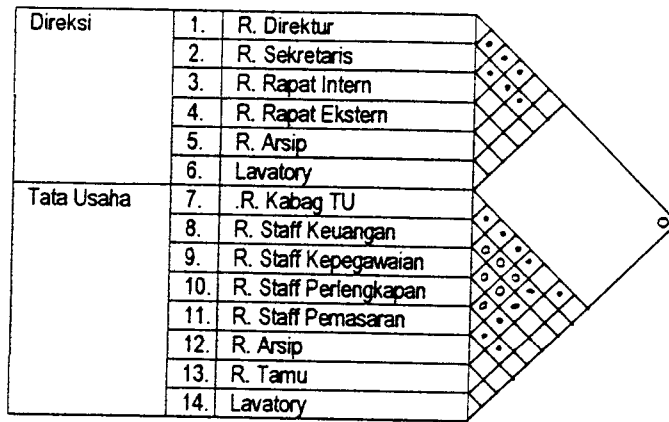 Direksi 1. R. Direktur
2. R. Sekretaris
3. R. Rapat Intern
4. R. Rapat Ekstern
5. R. Arsip
6. Lavatory
Tata Usaha 7. .R. Kabag TU
8. R. Staff Keuangan
9. R. Staff Kepegawaian
10. R. Staff Perlengkapan
11. R. Staff Pemasaran
12. R. Arsip
13. R. Tamu
14. Lavatory